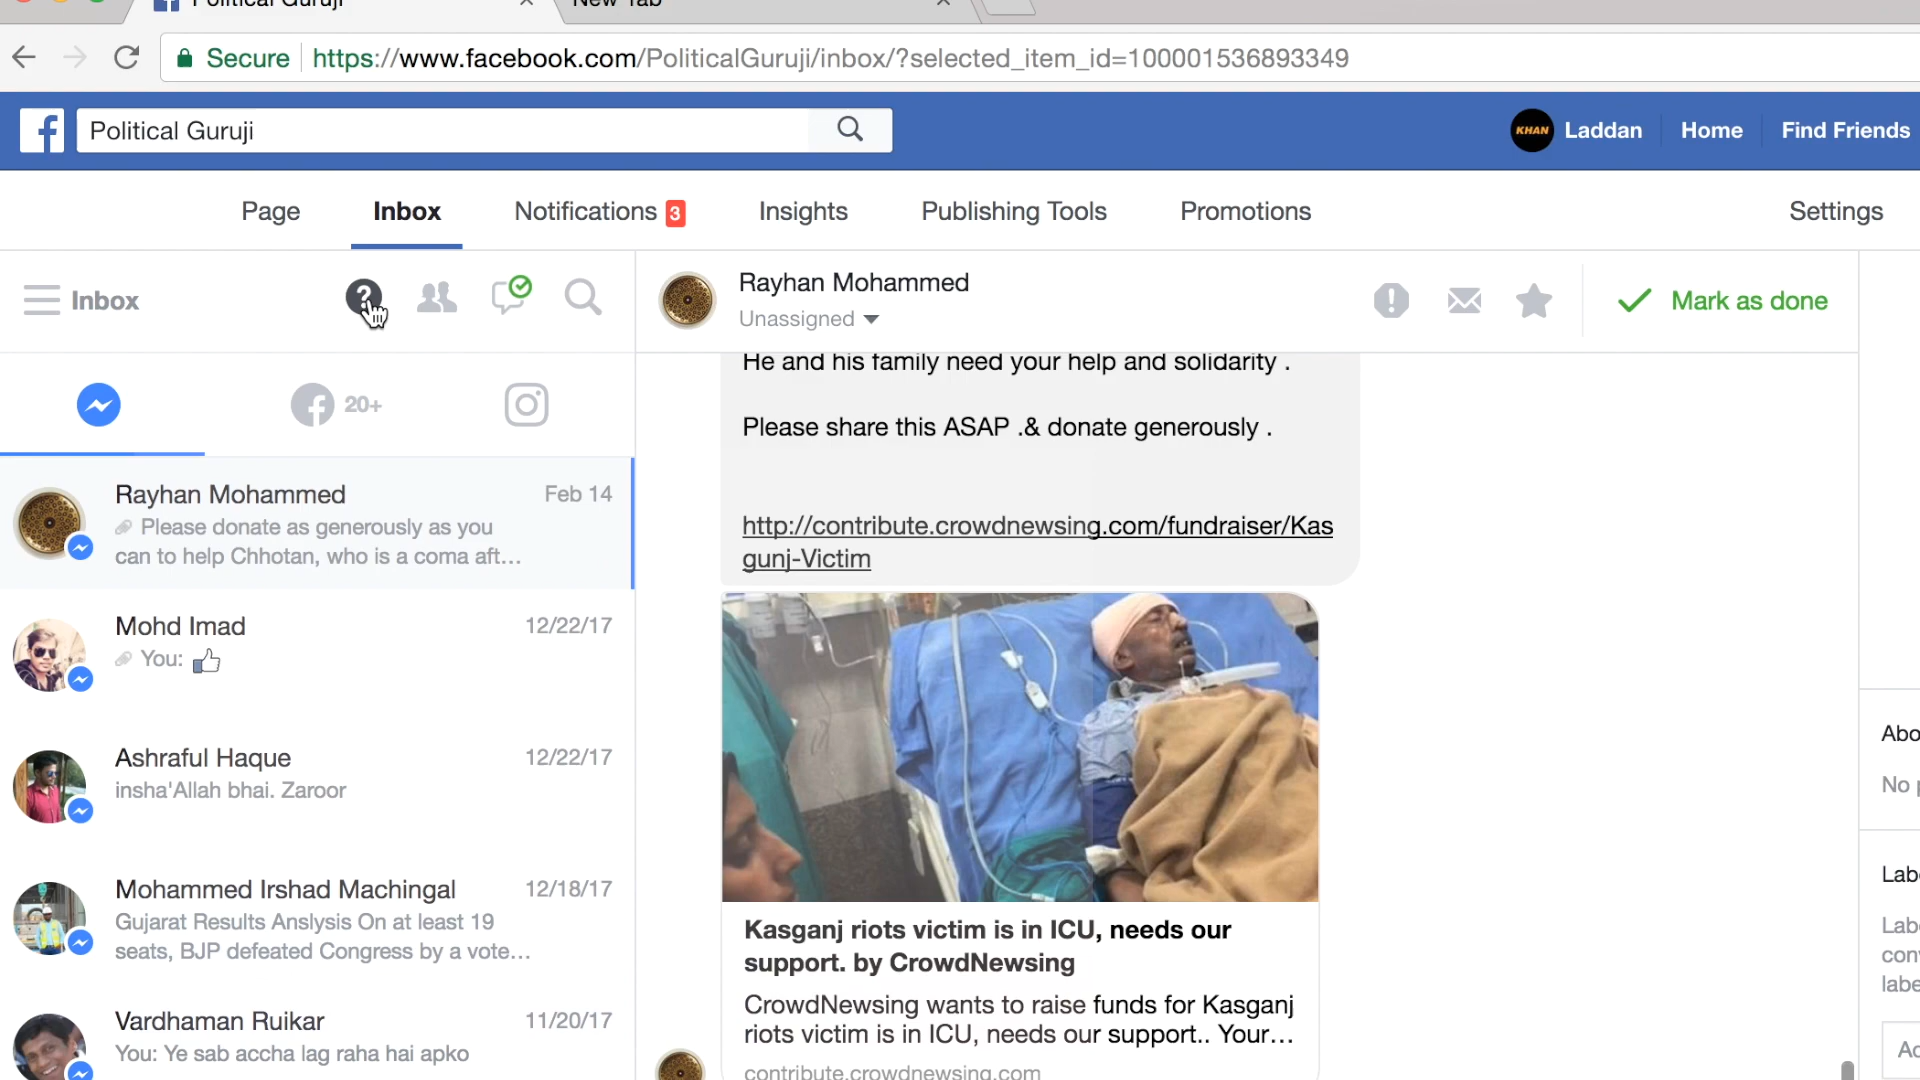 Political Guruji
New Tab
Secure https://www.facebook.com/PoliticalGuruji/inbox/?selected_item_id=100001536893349
Political Guruji
KHAN Laddan Home Find Friends
Page Inbox Notifications 3 Insights Publishing Tools Promotions Settings
Inbox
Rayhan Mohammed
Unassigned
Mark as done
20+
Rayhan Mohammed Feb 14
Please donate as generously as you
can to help Chhotan, who is a coma aft...
Mohd Imad 12/22/17
You:
Ashraful Haque 12/22/17
insha'Allah bhai. Zaroor
Mohammed Irshad Machingal 12/18/17
Gujarat Results Anslysis On at least 19
seats, BJP defeated Congress by a vote...
Vardhaman Ruikar 11/20/17
You: Ye sab accha lag raha hai apko
He and his family need your help and solidarity .
Please share this ASAP .& donate generously .
http://contribute.crowdnewsing.com/fundraiser/Kas
gunj-Victim
Kasganj riots victim is in ICU, needs our
support. by CrowdNewsing
CrowdNewsing wants to raise funds for Kasganj
riots victim is in ICU, needs our support.. Your...
contribute.crowdnewsing.com